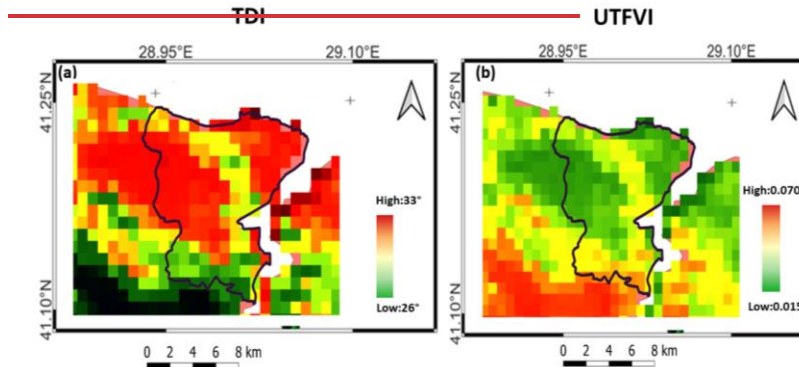 TDI UTFVI
28.95°E 29.10°E 28.95°E 29.10°E
(a) (b)
41.25°N 41.25°N
High:33° High:0.070
Low:26° Low:0.015
41.10°N 41.10°N
0 2 4 6 8 km 0 2 4 6 8 km